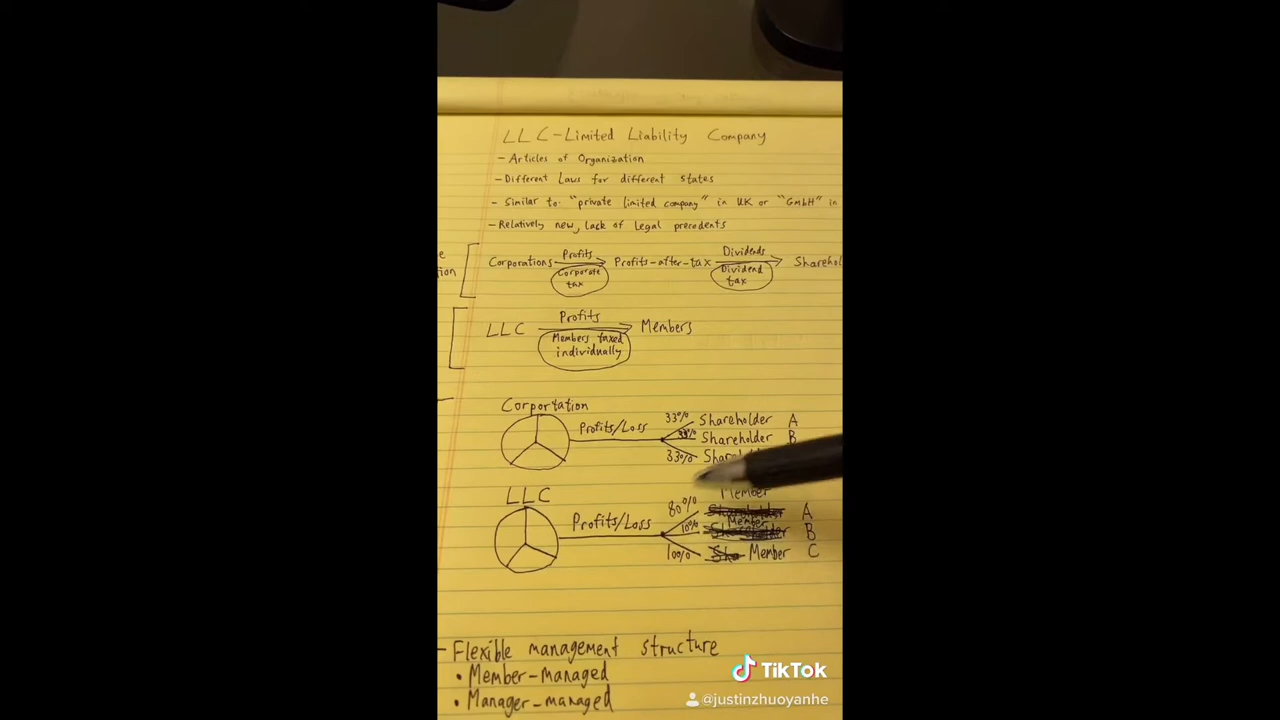 LLC-Limited Liability Company
- Articles of Organization
- Different Laws for different states
- Similar to "private limited company" in UK or "GmbH" in
- Relatively new, Lack of legal precedents
Corporations Profits Corporate tax Profits-after-tax Dividends Dividend tax
LLC Profits Members taxed individually Members
Corportation
Profits/Loss
33% Shareholder A
33% Shareholder B
33%
LLC
Profits/Loss
80% Member A
10% Member B
10% Member C
- Flexible management structure
• Member-managed
• Manager-managed
TikTok
@justinzhuoyanhe